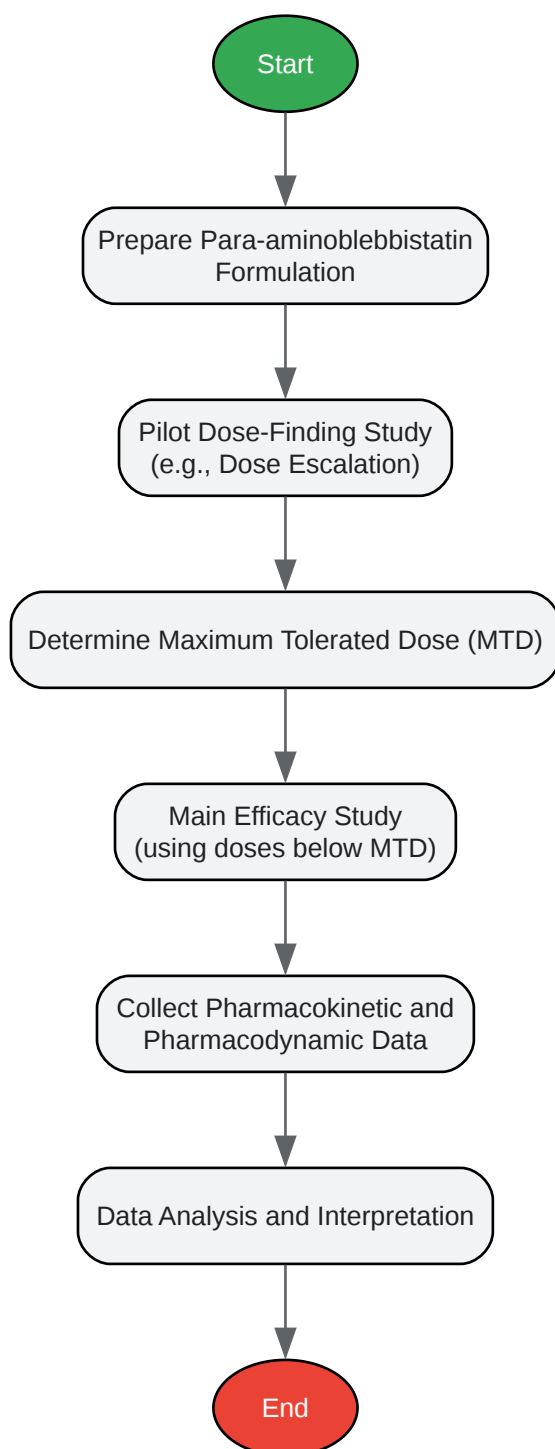 Start
Prepare Para-aminoblebbistatin
Formulation
Pilot Dose-Finding Study
(e.g., Dose Escalation)
Determine Maximum Tolerated Dose (MTD)
Main Efficacy Study
(using doses below MTD)
Collect Pharmacokinetic and
Pharmacodynamic Data
Data Analysis and Interpretation
End